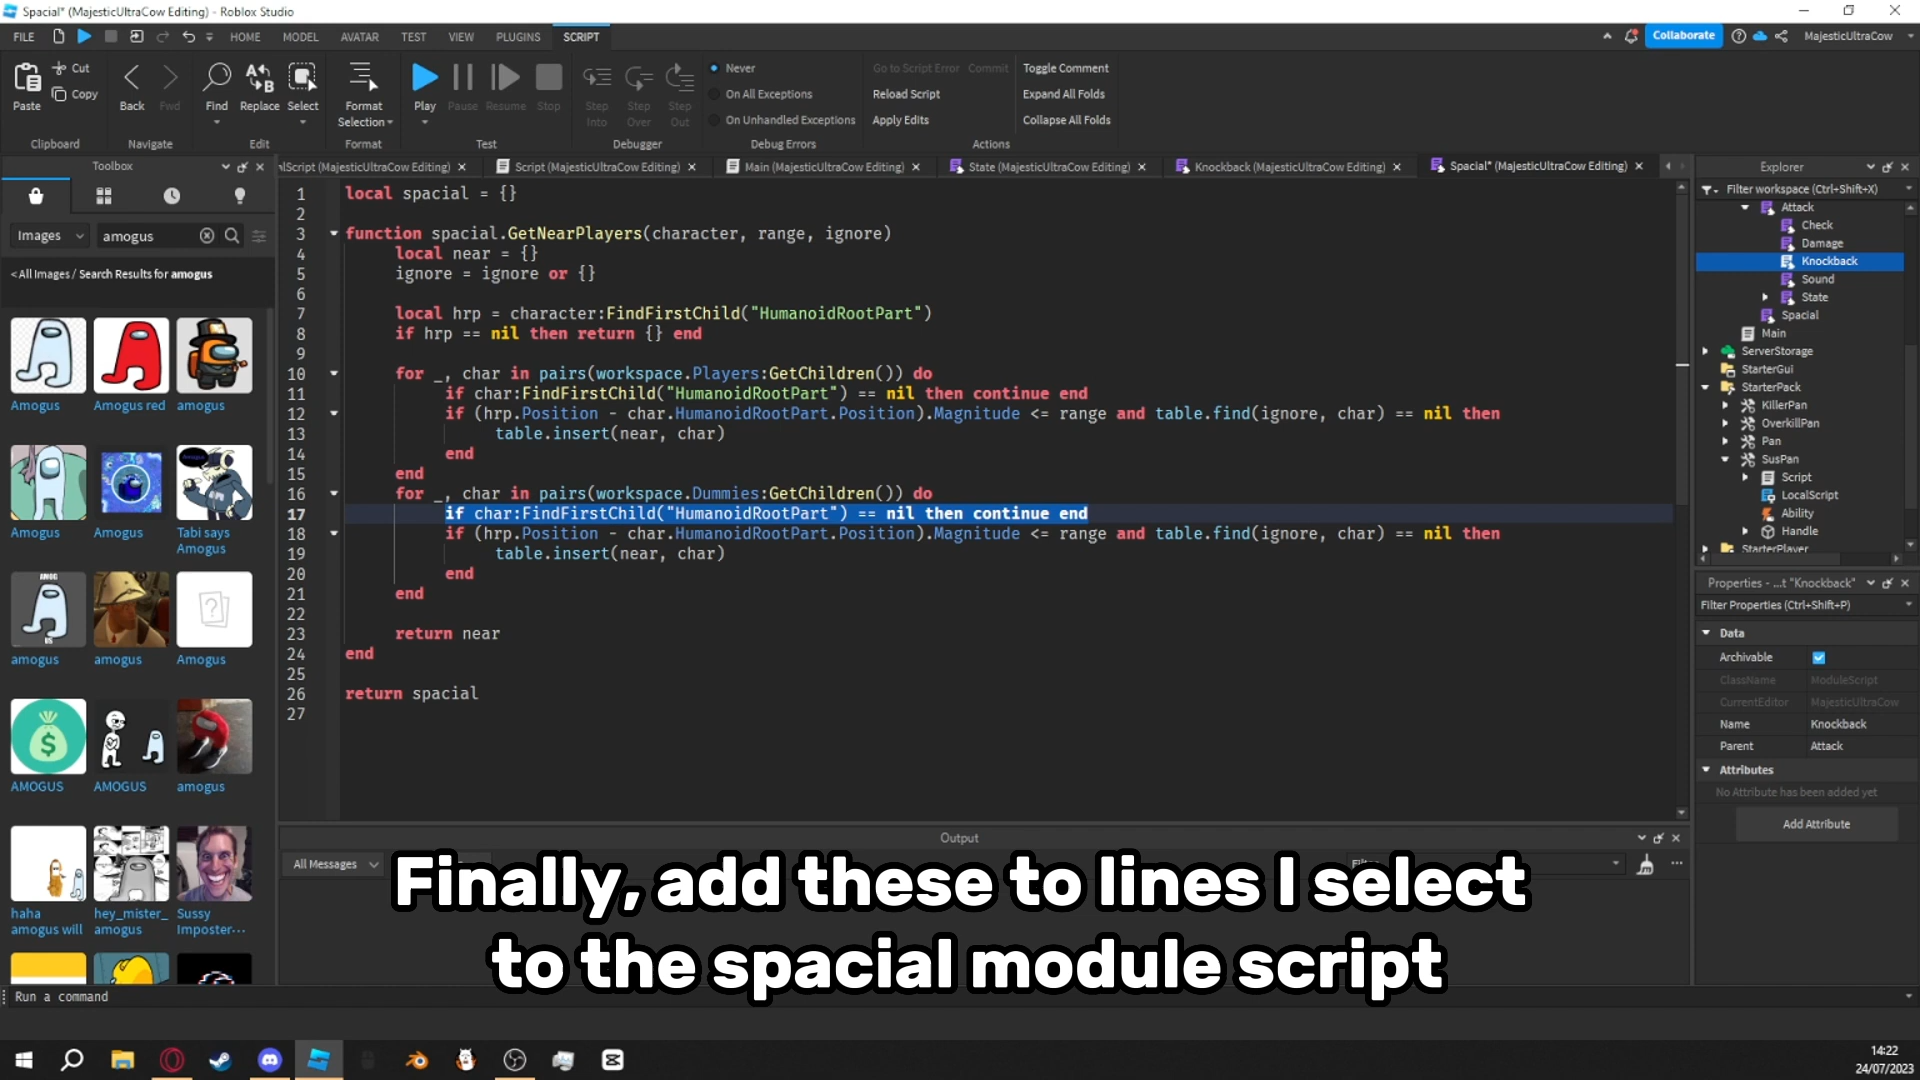 Spacial* (MajesticUltraCow Editing) - Roblox Studio
FILE HOME MODEL AVATAR TEST VIEW PLUGINS SCRIPT Collaborate MajesticUltraCow
Paste Cut Copy
Back Fwd
Find Replace Select
Format Selection
Play Pause Resume Stop
Step Into Step Over Step Out
Never
On All Exceptions
On Unhandled Exceptions
Go to Script Error Commit
Reload Script
Apply Edits
Toggle Comment
Expand All Folds
Collapse All Folds
Clipboard Navigate Edit Format Test Debugger Debug Errors Actions
Toolbox
Images amogus
< All Images / Search Results for amogus
Amogus Amogus red amogus
Amogus Amogus Tabi says Amogus
amogus amogus Amogus
AMOGUS AMOGUS amogus
haha amogus will hey_mister_amogus Sussy Imposter...
alScript (MajesticUltraCow Editing) Script (MajesticUltraCow Editing) Main (MajesticUltraCow Editing) State (MajesticUltraCow Editing) Knockback (MajesticUltraCow Editing) Spacial* (MajesticUltraCow Editing)
1 local spacial = {}
2
3 function spacial.GetNearPlayers(character, range, ignore)
4 local near = {}
5 ignore = ignore or {}
6
7 local hrp = character:FindFirstChild("HumanoidRootPart")
8 if hrp == nil then return {} end
9
10 for _, char in pairs(workspace.Players:GetChildren()) do
11 if char:FindFirstChild("HumanoidRootPart") == nil then continue end
12 if (hrp.Position - char.HumanoidRootPart.Position).Magnitude <= range and table.find(ignore, char) == nil then
13 table.insert(near, char)
14 end
15 end
16 for _, char in pairs(workspace.Dummies:GetChildren()) do
17 if char:FindFirstChild("HumanoidRootPart") == nil then continue end
18 if (hrp.Position - char.HumanoidRootPart.Position).Magnitude <= range and table.find(ignore, char) == nil then
19 table.insert(near, char)
20 end
21 end
22
23 return near
24 end
25
26 return spacial
27
Explorer
Filter workspace (Ctrl+Shift+X)
Attack
Check
Damage
Knockback
Sound
State
Spacial
Main
ServerStorage
StarterGui
StarterPack
KillerPan
OverkillPan
Pan
SusPan
Script
LocalScript
Ability
Handle
StarterPlayer
Properties - ...t "Knockback"
Filter Properties (Ctrl+Shift+P)
Data
Archivable
ClassName ModuleScript
CurrentEditor MajesticUltraCow
Name Knockback
Parent Attack
Attributes
No Attribute has been added yet
Add Attribute
Output
All Messages
Finally, add these to lines I select
to the spacial module script
Run a command
14:22
24/07/2023